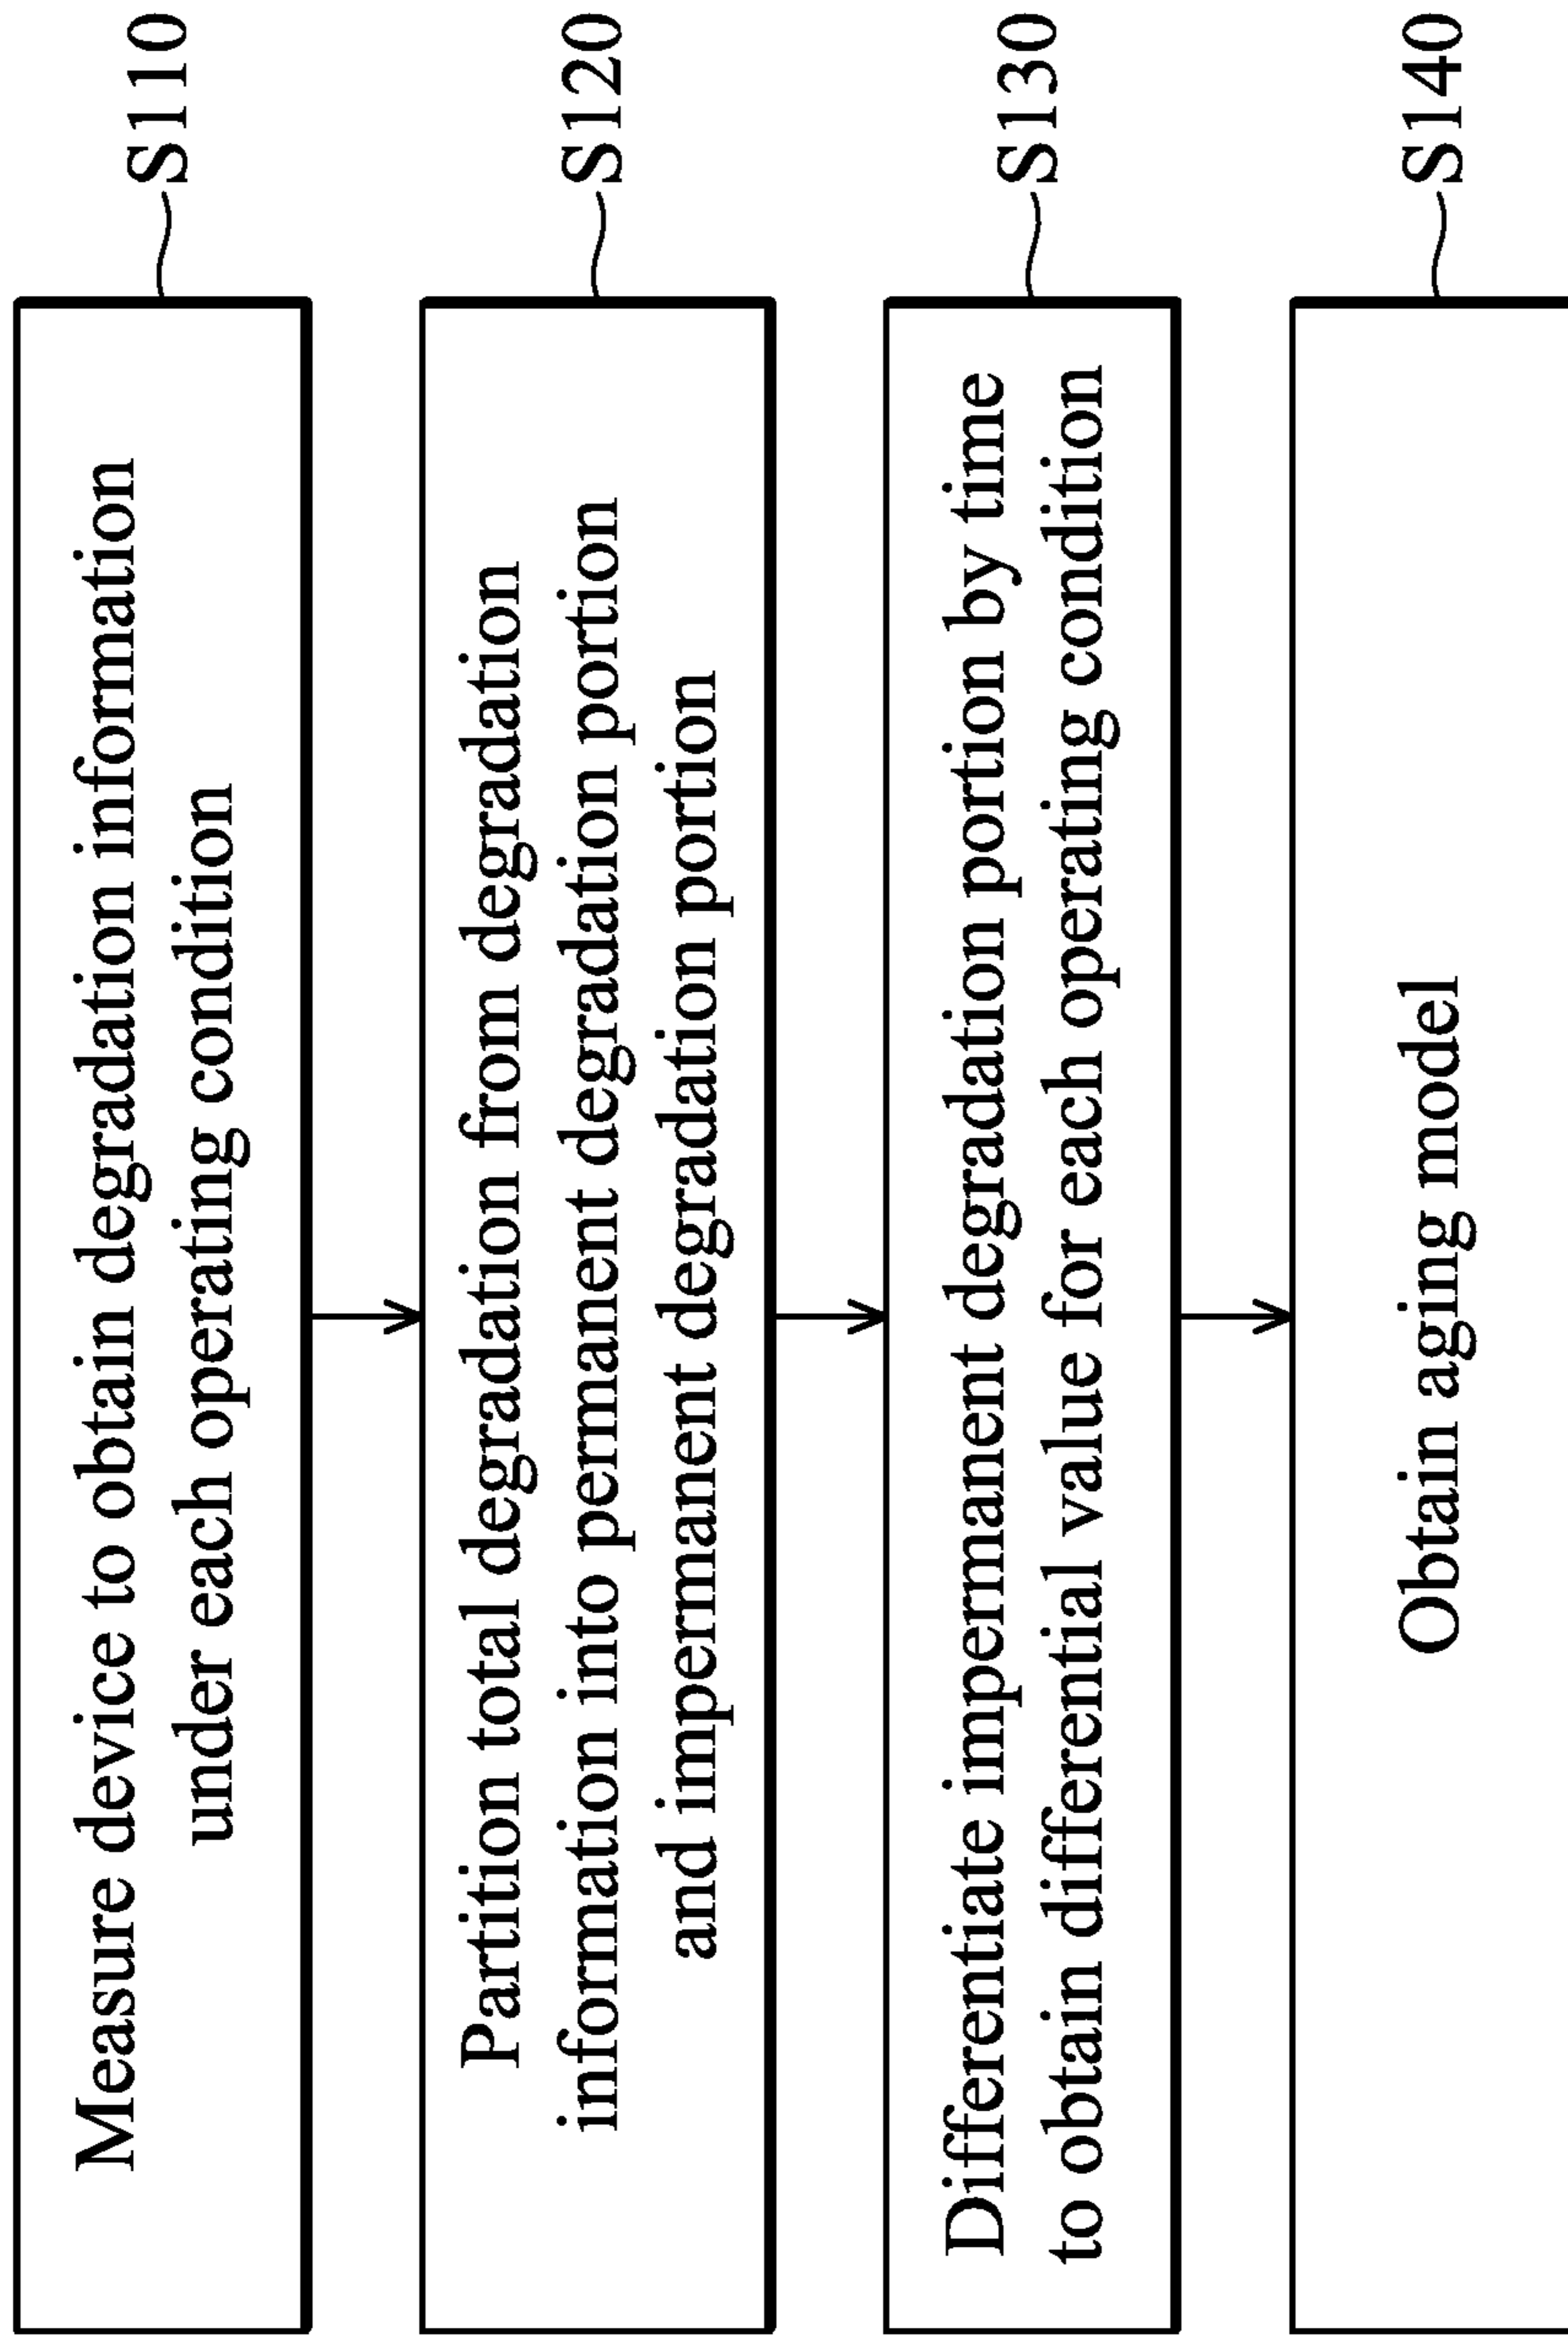 Measure device to obtain degradation information
under each operating condition
S110
Partition total degradation from degradation
information into permanent degradation portion
and impermanent degradation portion
S120
Differentiate impermanent degradation portion by time
to obtain differential value for each operating condition
S130
Obtain aging model
S140